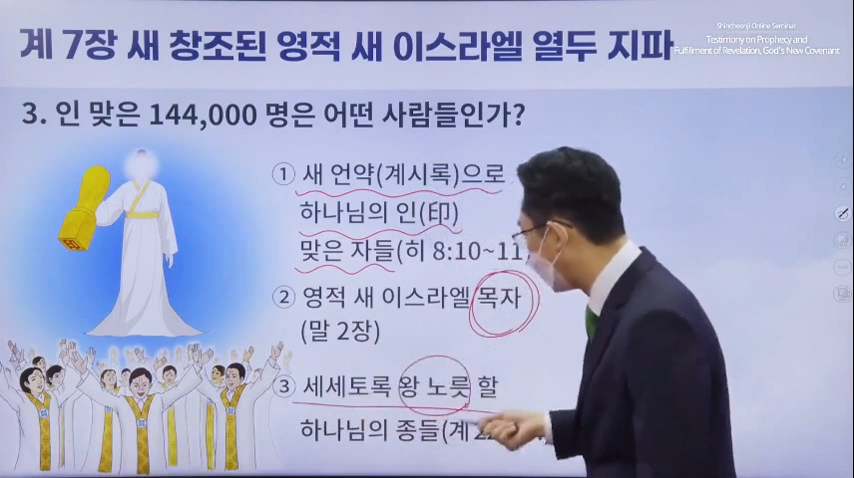 계 7장 새 창조된 영적 새 이스라엘 열두 지파
Shincheonji Online Seminar
Testimony on Prophecy and
Fulfillment of Revelation, God's New Covenant
3. 인 맞은 144,000 명은 어떤 사람들인가?
① 새 언약(계시록)으로
하나님의 인(印)
맞은 자들(히 8:10~11
② 영적 새 이스라엘 목자
(말 2장)
③ 세세토록 왕 노릇 할
하나님의 종들(계